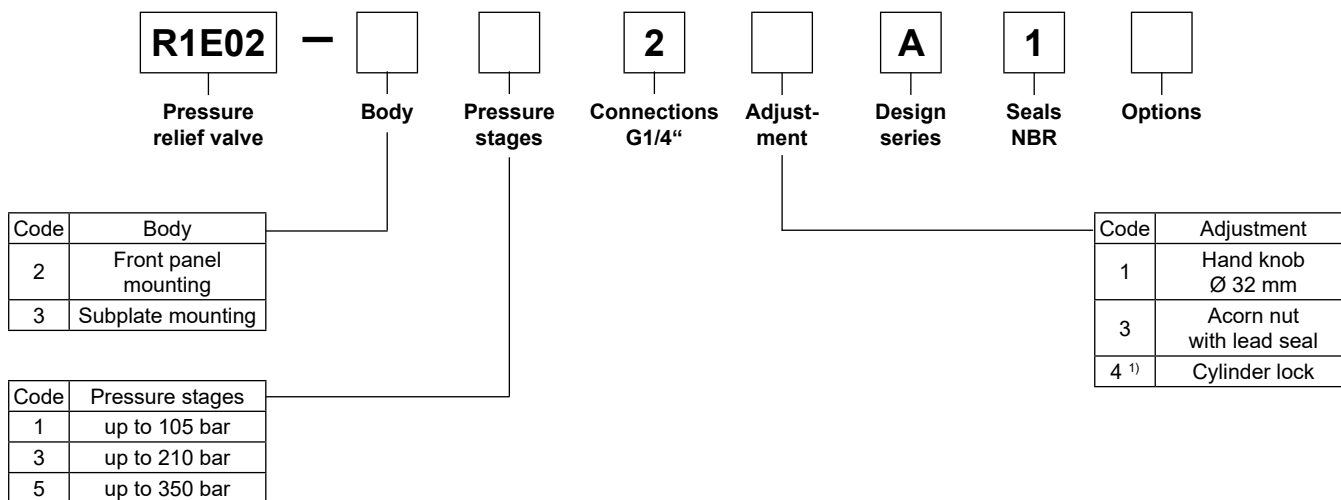 R1E02 – 2 A 1
Pressure relief valve
Body
Pressure stages
Connections G1/4“
Adjust-ment
Design series
Seals NBR
Options
Code Body
2 Front panel mounting
3 Subplate mounting
Code Pressure stages
1 up to 105 bar
3 up to 210 bar
5 up to 350 bar
Code Adjustment
1 Hand knob Ø 32 mm
3 Acorn nut with lead seal
4 ¹⁾ Cylinder lock